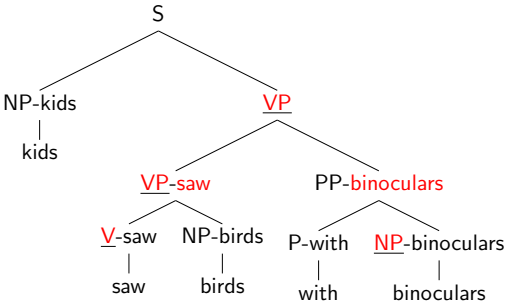 S
NP-kids VP
kids
VP-saw PP-binoculars
V-saw NP-birds P-with NP-binoculars
saw birds with binoculars